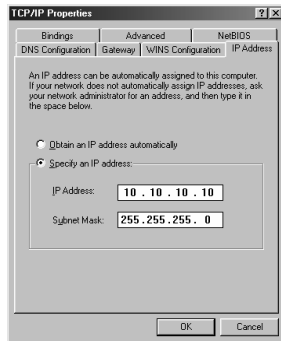 TCP/IP Properties
Bindings Advanced NetBIOS
DNS Configuration Gateway WINS Configuration IP Address
An IP address can be automatically assigned to this computer.
If your network does not automatically assign IP addresses, ask
your network administrator for an address, and then type it in
the space below.
Obtain an IP address automatically
Specify an IP address:
IP Address: 10 . 10 . 10 . 10
Subnet Mask: 255 . 255 . 255 . 0
OK Cancel